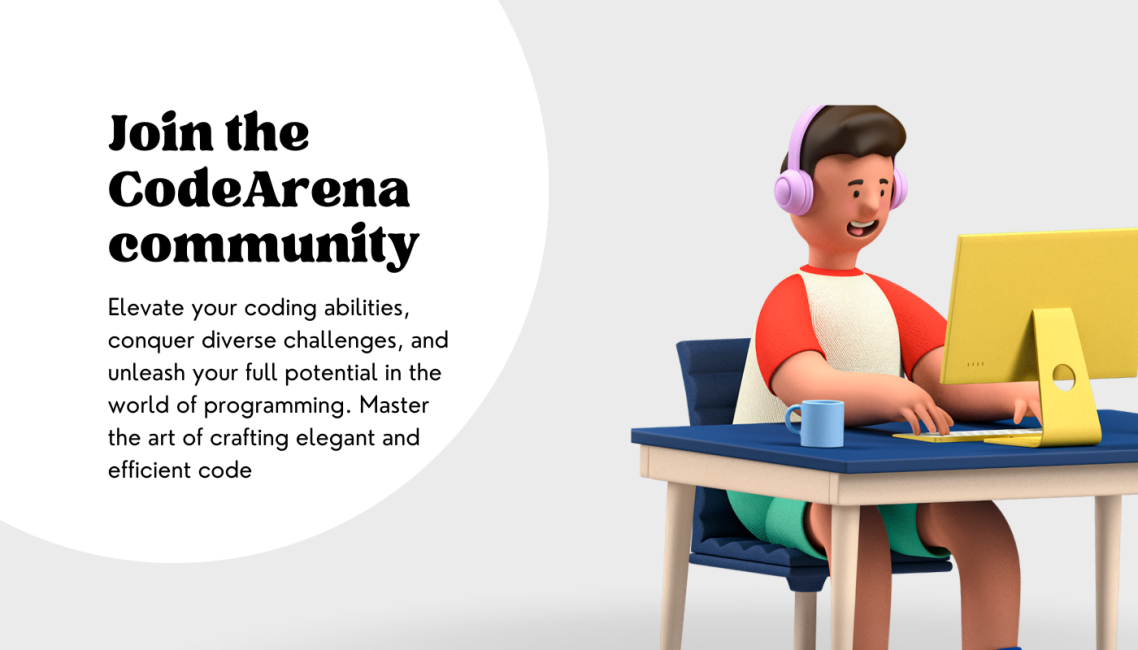 Join the
CodeArena
community
Elevate your coding abilities,
conquer diverse challenges, and
unleash your full potential in the
world of programming. Master
the art of crafting elegant and
efficient code